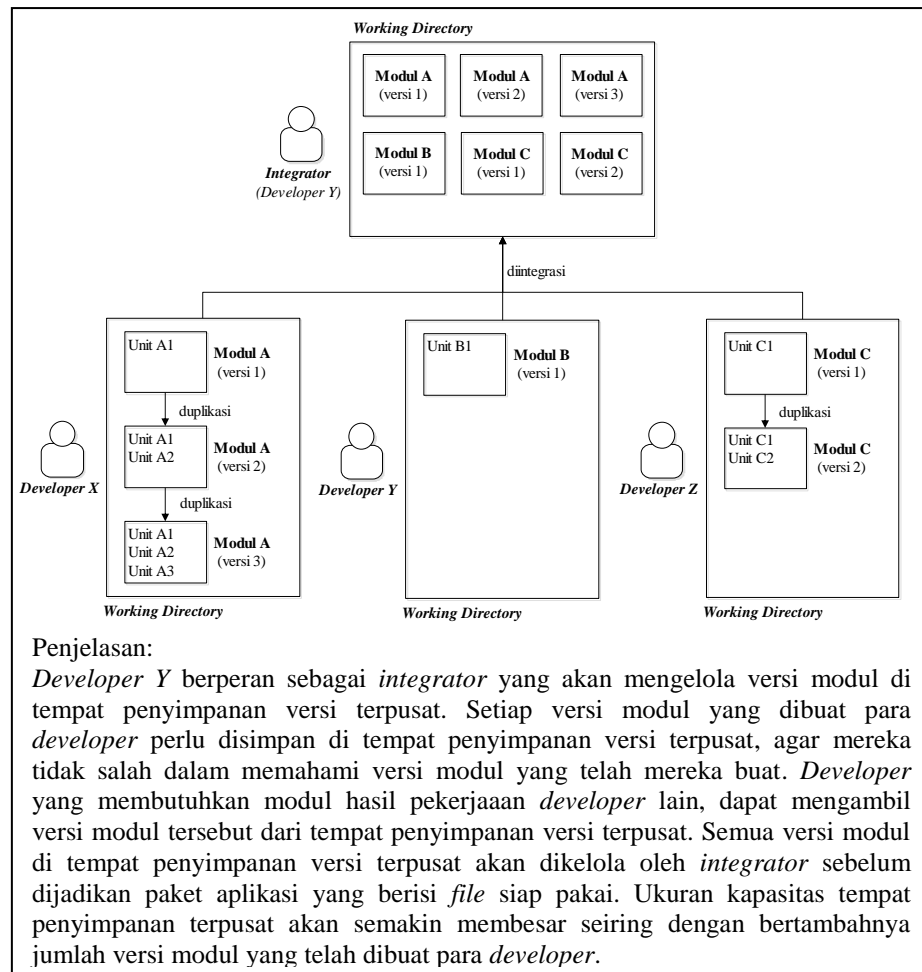 Working Directory
Modul A
(versi 1)
Modul A
(versi 2)
Modul A
(versi 3)
Modul B
(versi 1)
Modul C
(versi 1)
Modul C
(versi 2)
Integrator
(Developer Y)
diintegrasi
Unit A1
Modul A
(versi 1)
duplikasi
Unit A1
Unit A2
Modul A
(versi 2)
duplikasi
Unit A1
Unit A2
Unit A3
Modul A
(versi 3)
Developer X
Working Directory
Unit B1
Modul B
(versi 1)
Developer Y
Working Directory
Unit C1
Modul C
(versi 1)
duplikasi
Unit C1
Unit C2
Modul C
(versi 2)
Developer Z
Working Directory
Penjelasan:
Developer Y berperan sebagai integrator yang akan mengelola versi modul di
tempat penyimpanan versi terpusat. Setiap versi modul yang dibuat para
developer perlu disimpan di tempat penyimpanan versi terpusat, agar mereka
tidak salah dalam memahami versi modul yang telah mereka buat. Developer
yang membutuhkan modul hasil pekerjaaan developer lain, dapat mengambil
versi modul tersebut dari tempat penyimpanan versi terpusat. Semua versi modul
di tempat penyimpanan versi terpusat akan dikelola oleh integrator sebelum
dijadikan paket aplikasi yang berisi file siap pakai. Ukuran kapasitas tempat
penyimpanan terpusat akan semakin membesar seiring dengan bertambahnya
jumlah versi modul yang telah dibuat para developer.